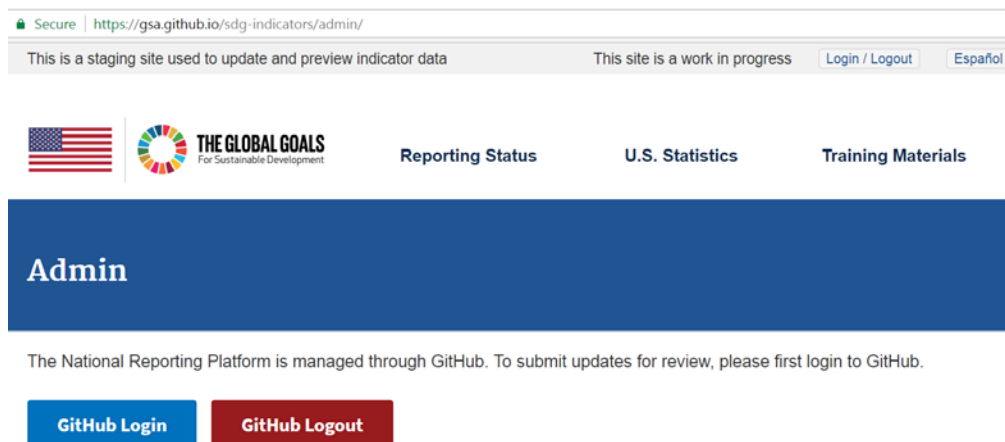 Secure | https://gsa.github.io/sdg-indicators/admin/
This is a staging site used to update and preview indicator data This site is a work in progress Login / Logout Español
THE GLOBAL GOALS
For Sustainable Development
Reporting Status U.S. Statistics Training Materials
Admin
The National Reporting Platform is managed through GitHub. To submit updates for review, please first login to GitHub.
GitHub Login GitHub Logout